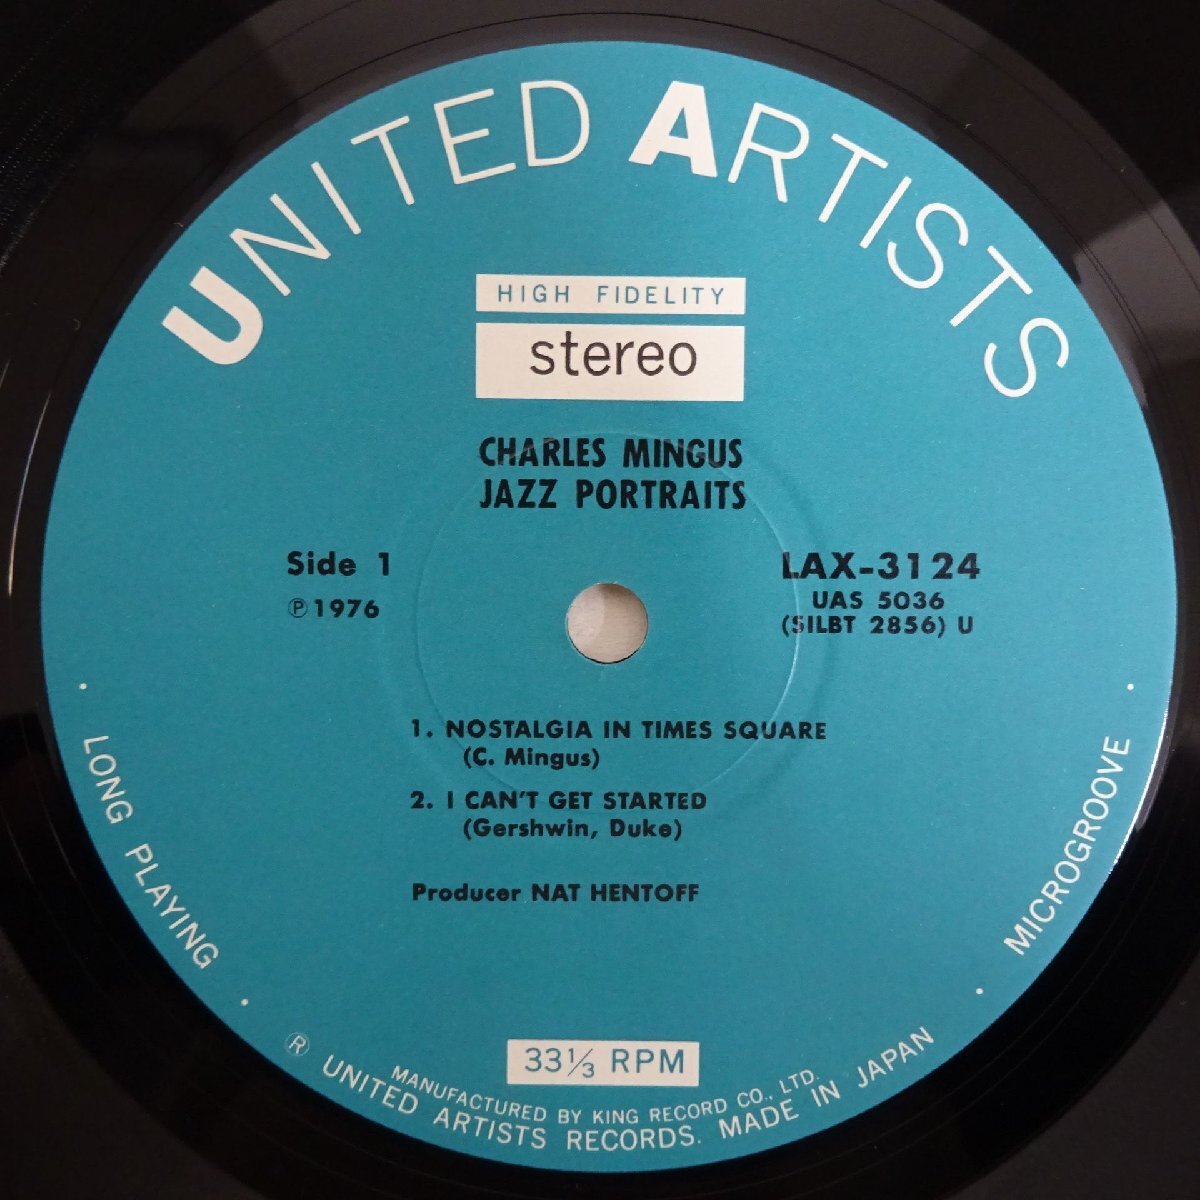 UNITED ARTISTS
HIGH FIDELITY
stereo
CHARLES MINGUS
JAZZ PORTRAITS
Side 1
℗1976
LAX-3124
UAS 5036
(SILBT 2856) U
1. NOSTALGIA IN TIMES SQUARE
(C. Mingus)
2. I CAN'T GET STARTED
(Gershwin, Duke)
Producer NAT HENTOFF
· LONG PLAYING ·
· MICROGROOVE ·
33⅓ RPM
MANUFACTURED BY KING RECORD CO., LTD.
® UNITED ARTISTS RECORDS. MADE IN JAPAN